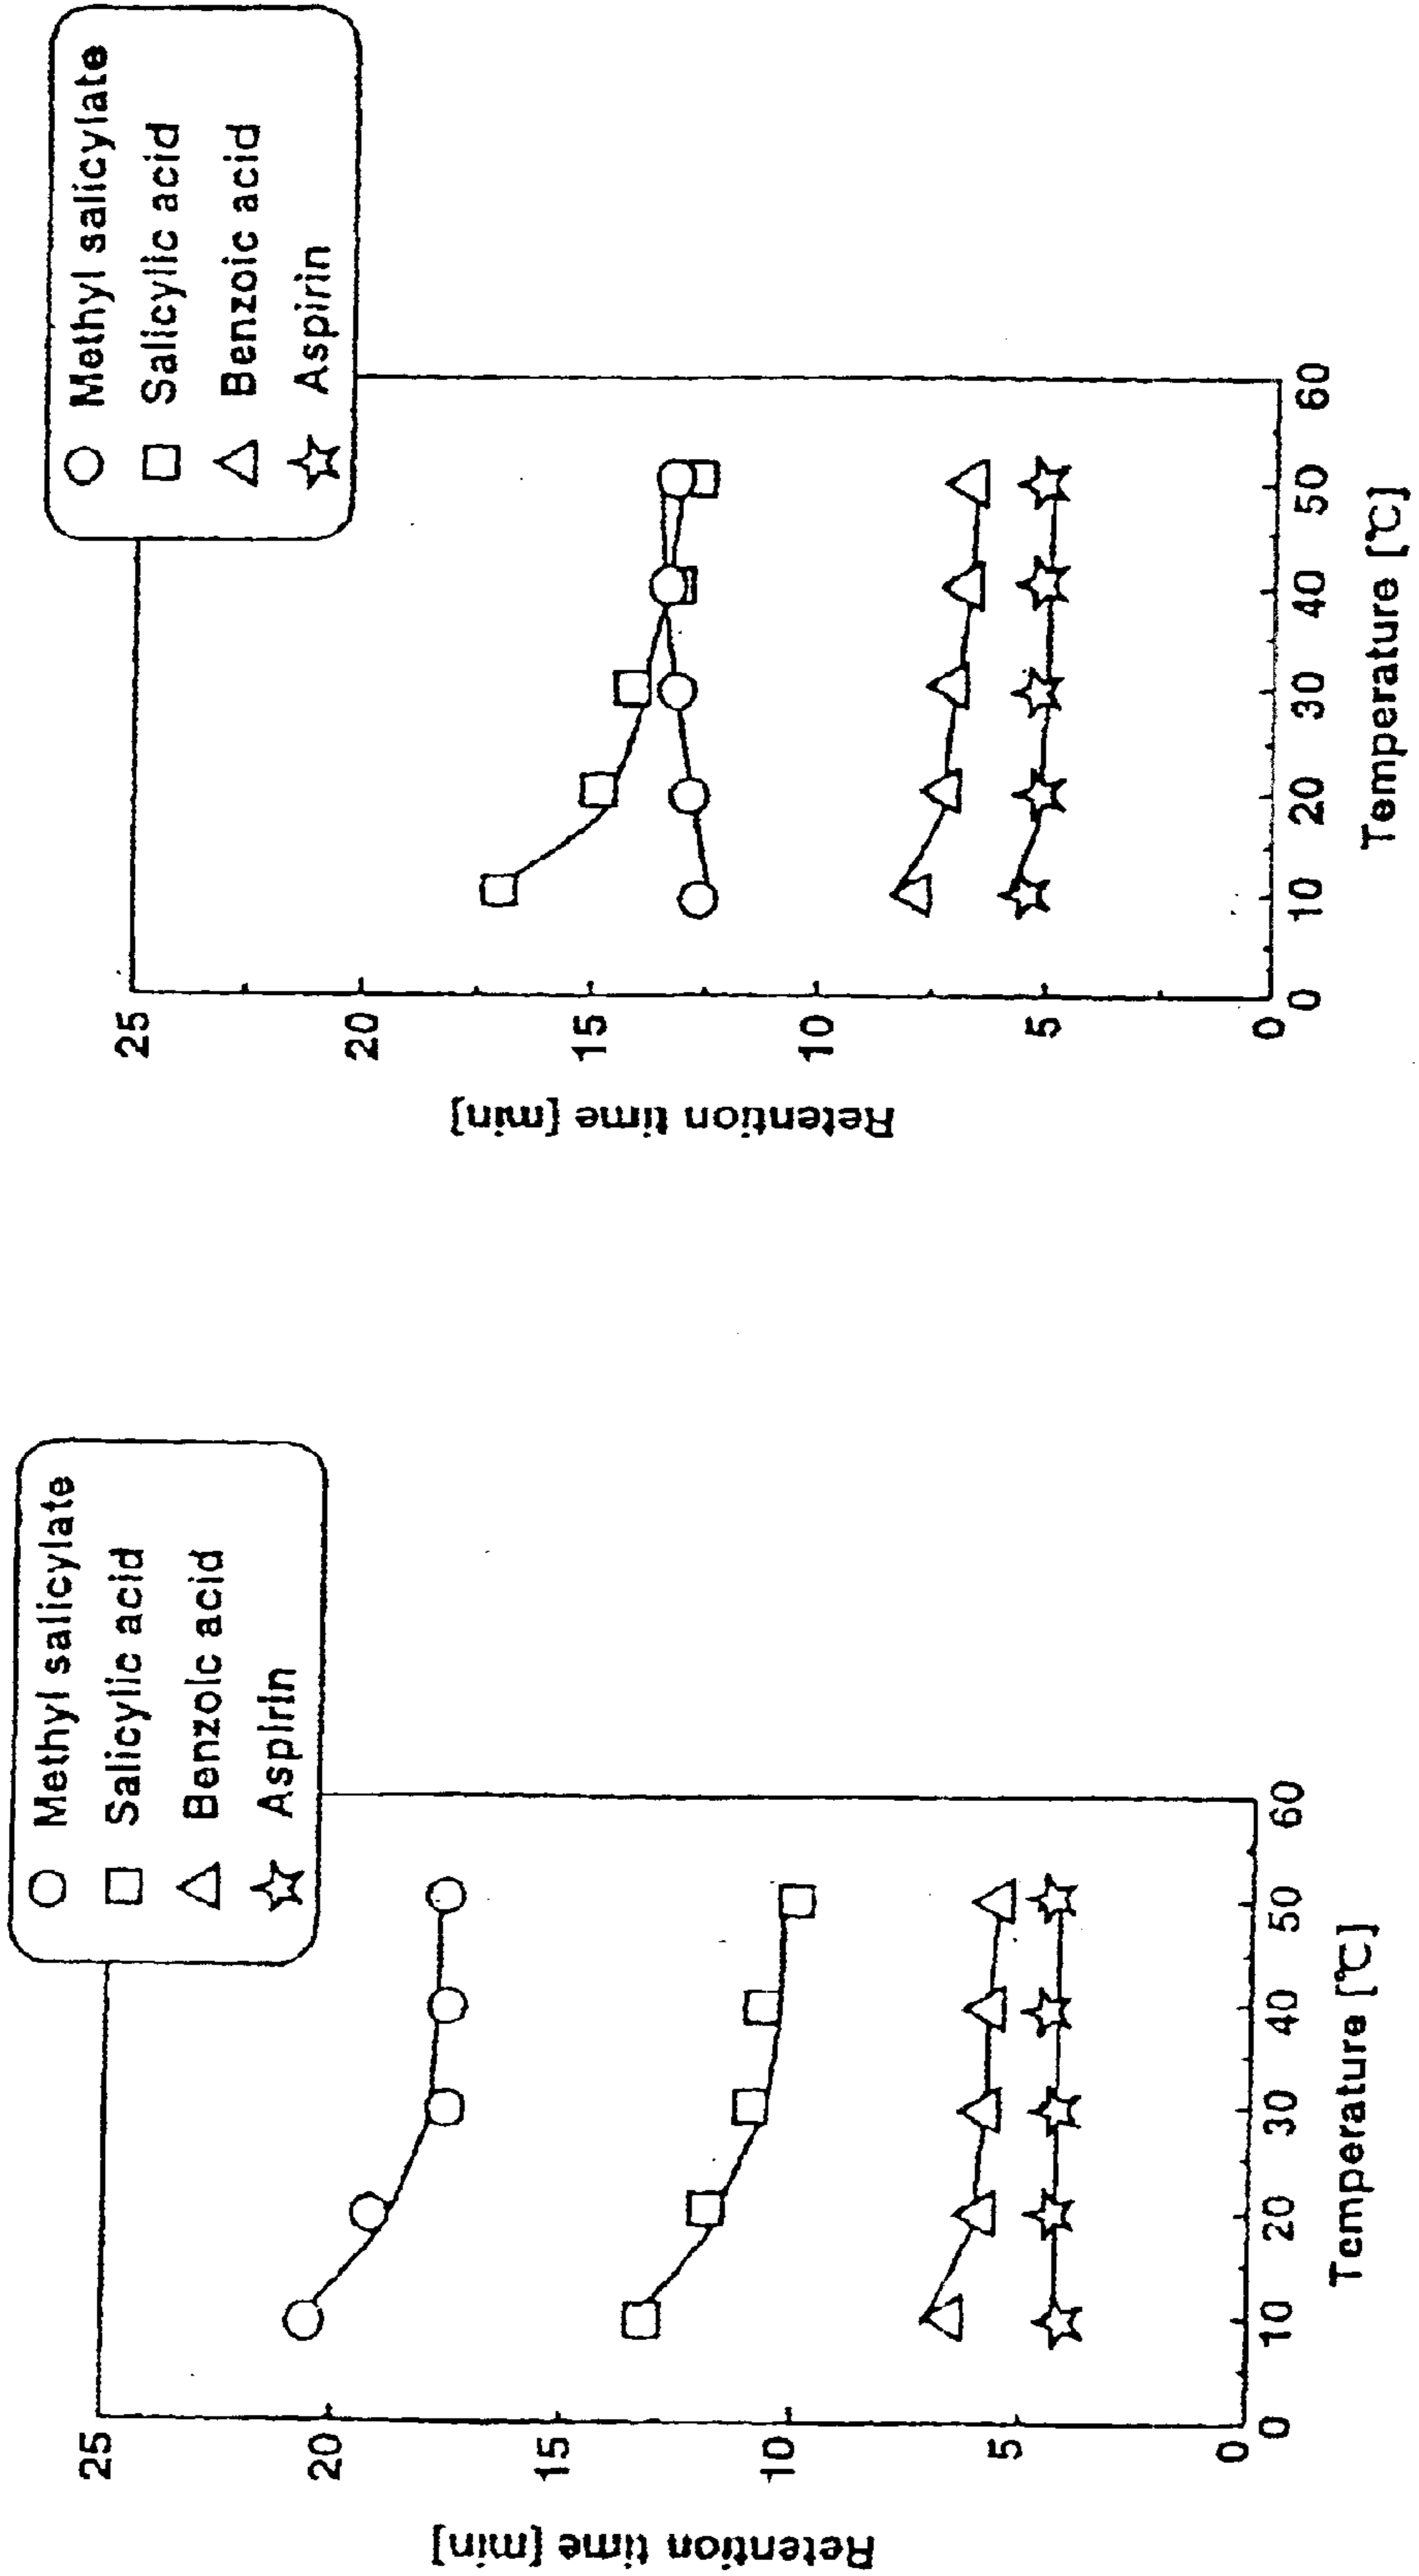 Methyl salicylate
Salicylic acid
Benzoic acid
Aspirin
Retention time [min]
25
20
15
10
5
0
0 10 20 30 40 50 60
Temperature [℃]
Methyl salicylate
Salicylic acid
Benzoic acid
Aspirin
Retention time [min]
25
20
15
10
5
0
0 10 20 30 40 50 60
Temperature [℃]